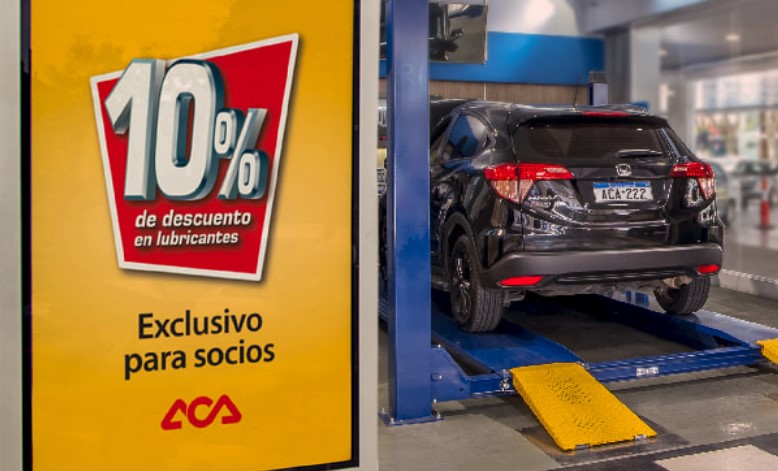 10%
de descuento
en lubricantes
Exclusivo
para socios
ACA
ACA*222